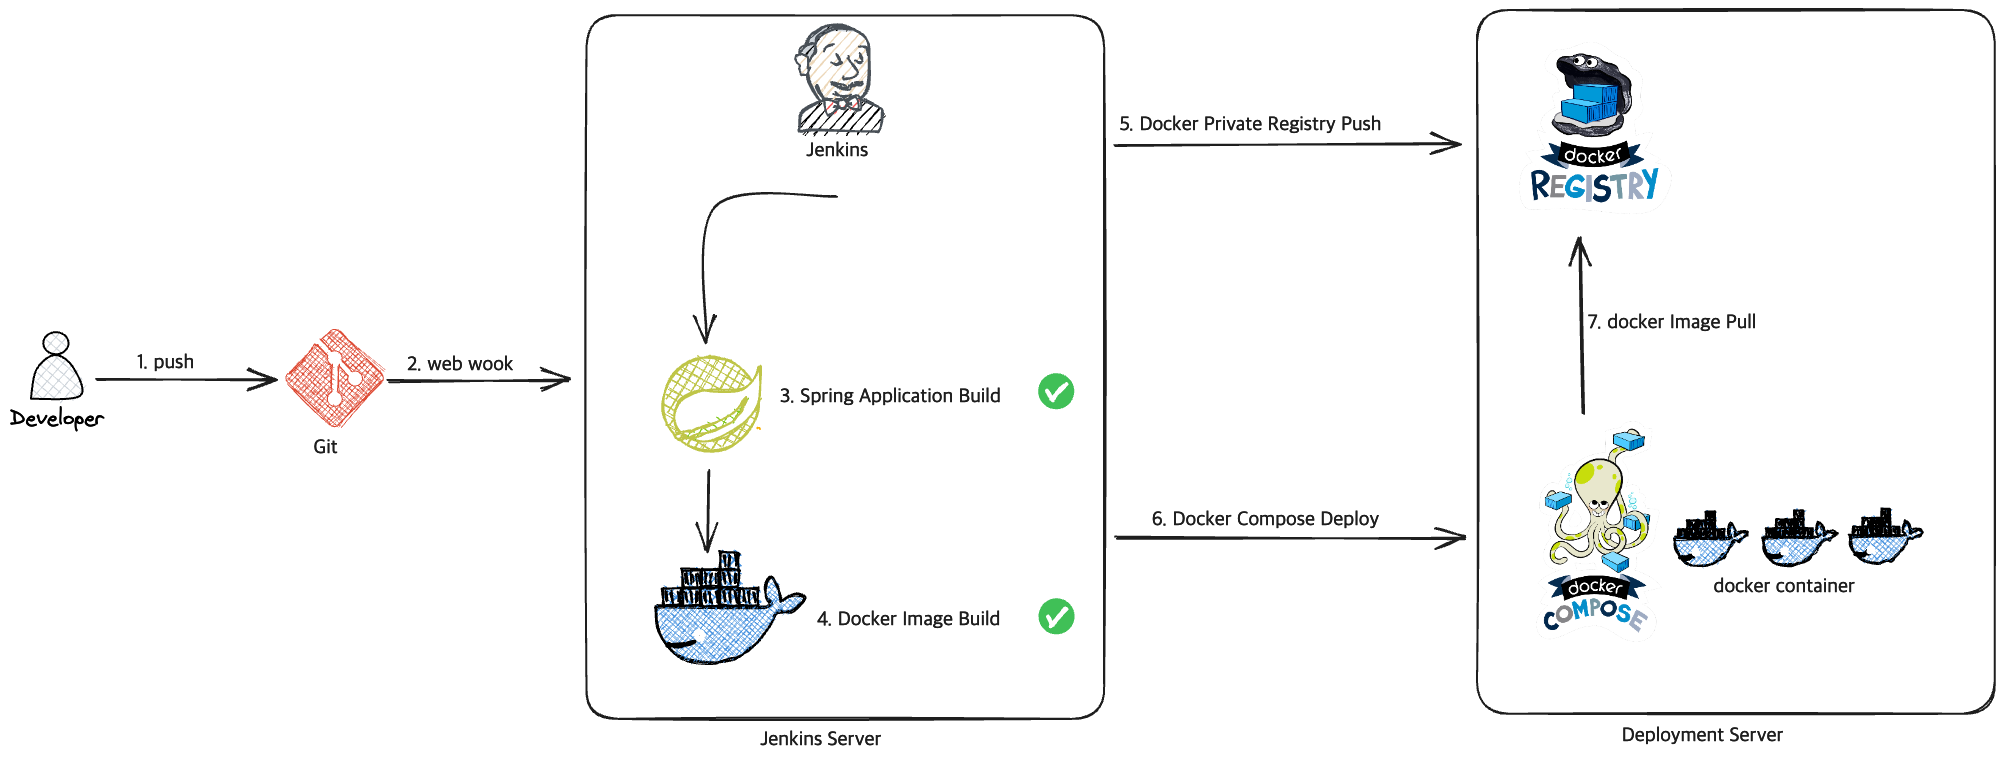 Jenkins
5. Docker Private Registry Push
docker
REGISTRY
1. push
2. web wook
Developer
Git
3. Spring Application Build
7. docker Image Pull
4. Docker Image Build
6. Docker Compose Deploy
docker
COMPOSE
docker container
Jenkins Server
Deployment Server